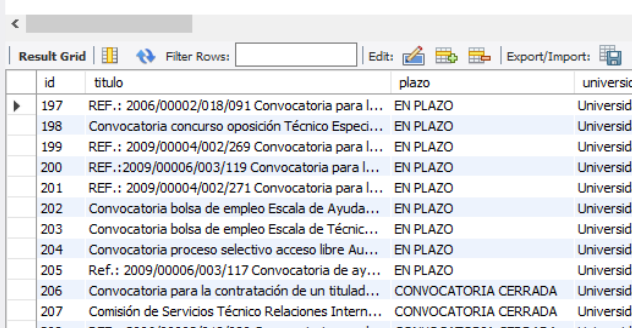 Result Grid Filter Rows: Edit: Export/Import:
id titulo plazo universid
197 REF.: 2006/00002/018/091 Convocatoria para l... EN PLAZO Universid
198 Convocatoria concurso oposición Técnico Especi... EN PLAZO Universid
199 REF.: 2009/00004/002/269 Convocatoria para l... EN PLAZO Universid
200 REF.:2009/00006/003/119 Convocatoria para l... EN PLAZO Universid
201 REF.: 2009/00004/002/271 Convocatoria para l... EN PLAZO Universid
202 Convocatoria bolsa de empleo Escala de Ayuda... EN PLAZO Universid
203 Convocatoria bolsa de empleo Escala de Técnic... EN PLAZO Universid
204 Convocatoria proceso selectivo acceso libre Au... EN PLAZO Universid
205 Ref.: 2009/00006/003/117 Convocatoria de ay... EN PLAZO Universid
206 Convocatoria para la contratación de un titulad... CONVOCATORIA CERRADA Universid
207 Comisión de Servicios Técnico Relaciones Intern... CONVOCATORIA CERRADA Universid